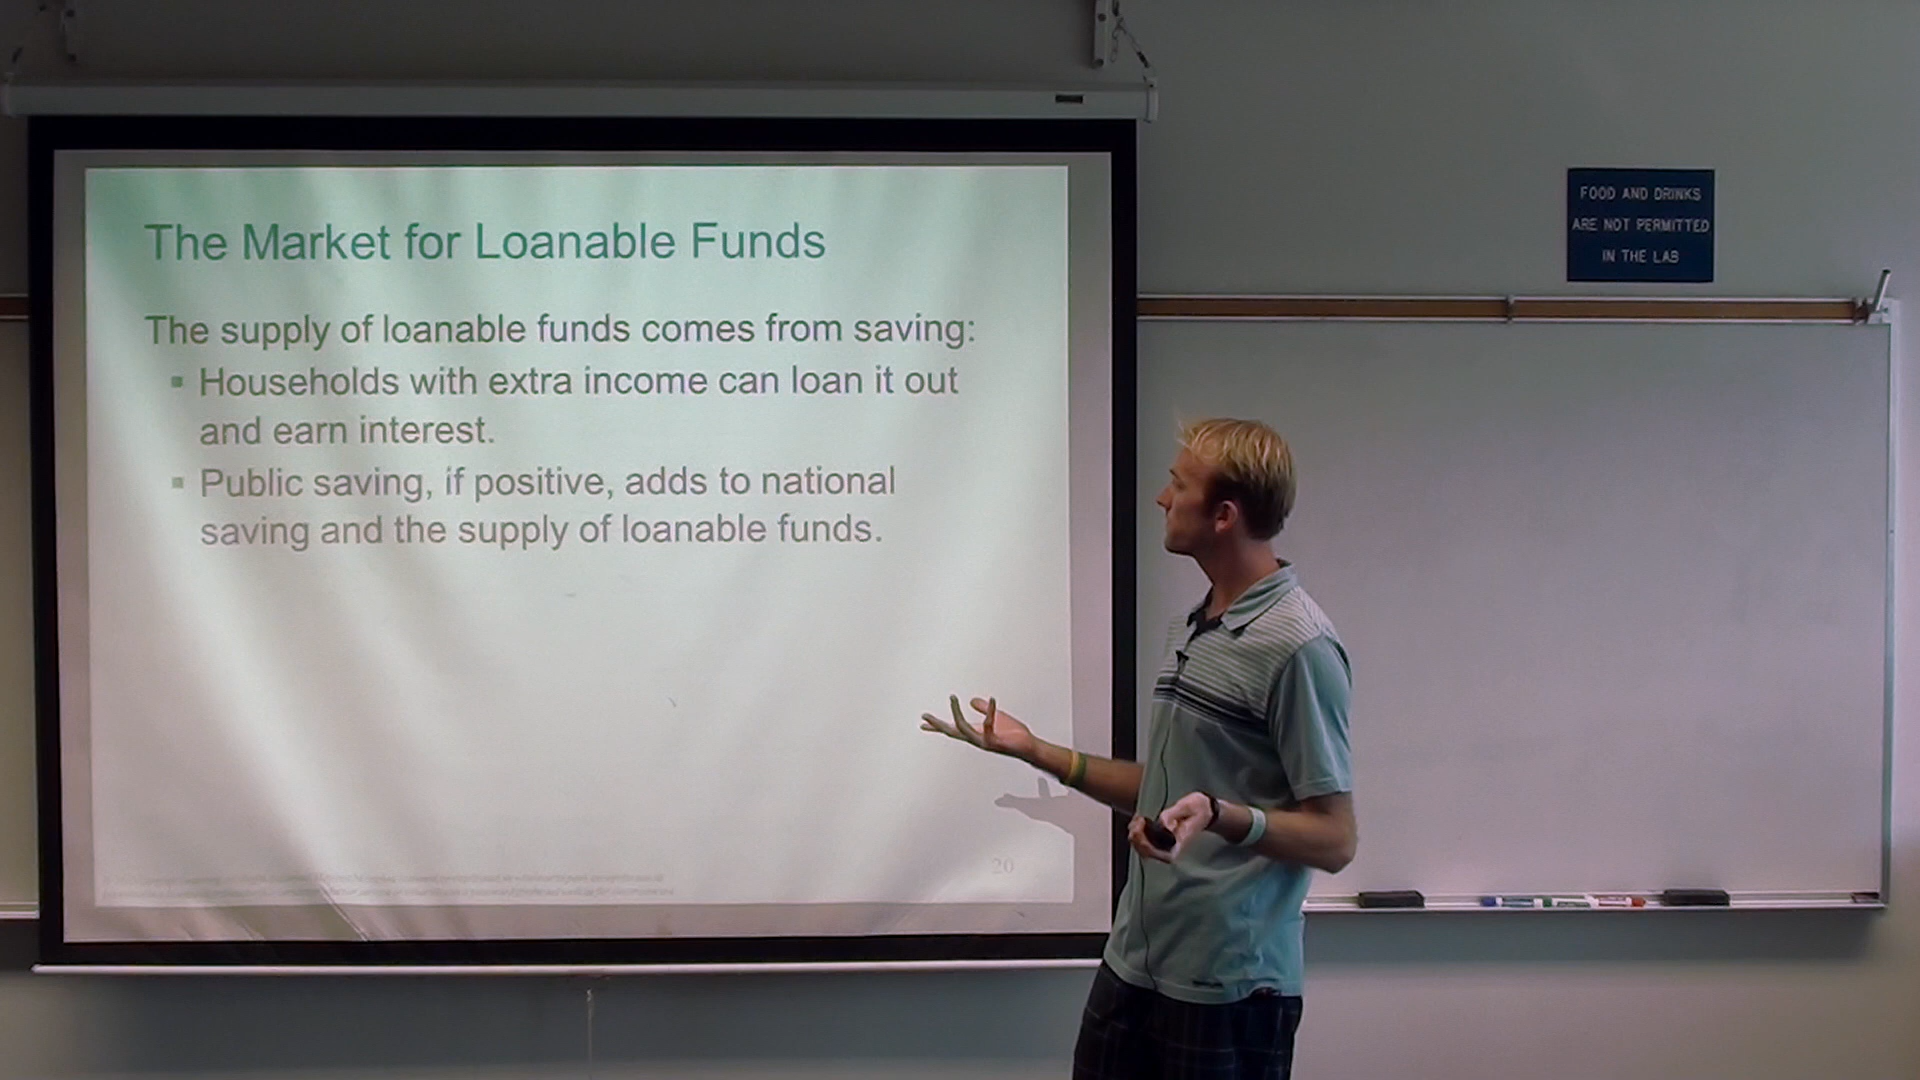 The Market for Loanable Funds
The supply of loanable funds comes from saving:
▪ Households with extra income can loan it out
and earn interest.
▪ Public saving, if positive, adds to national
saving and the supply of loanable funds.
20
FOOD AND DRINKS
ARE NOT PERMITTED
IN THE LAB